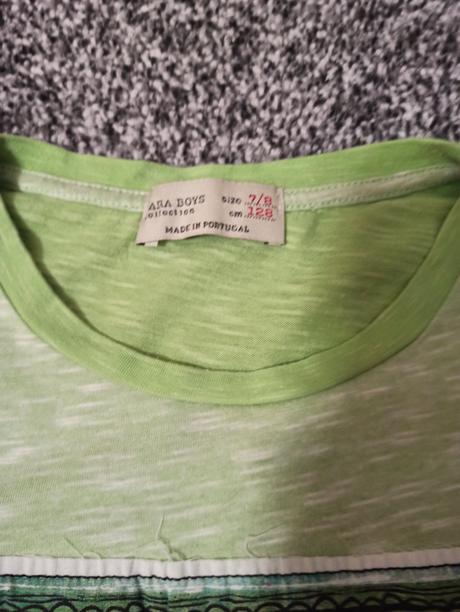 ARA BOYS size 7/8
collection cm 128
MADE IN PORTUGAL